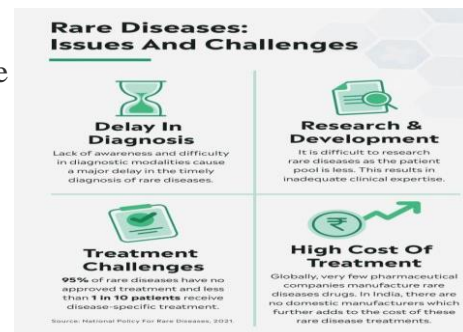 Rare Diseases:
Issues And Challenges
e
Delay In
Diagnosis
Lack of awareness and difficulty
in diagnostic modalities cause
a major delay in the timely
diagnosis of rare diseases.
Research &
Development
It is difficult to research
rare diseases as the patient
pool is less. This results in
inadequate clinical expertise.
Treatment
Challenges
95% of rare diseases have no
approved treatment and less
than 1 in 10 patients receive
disease-specific treatment.
₹
High Cost Of
Treatment
Globally, very few pharmaceutical
companies manufacture rare
diseases drugs. In India, there are
no domestic manufacturers which
further adds to the cost of these
rare disease treatments.
Source: National Policy For Rare Diseases, 2021